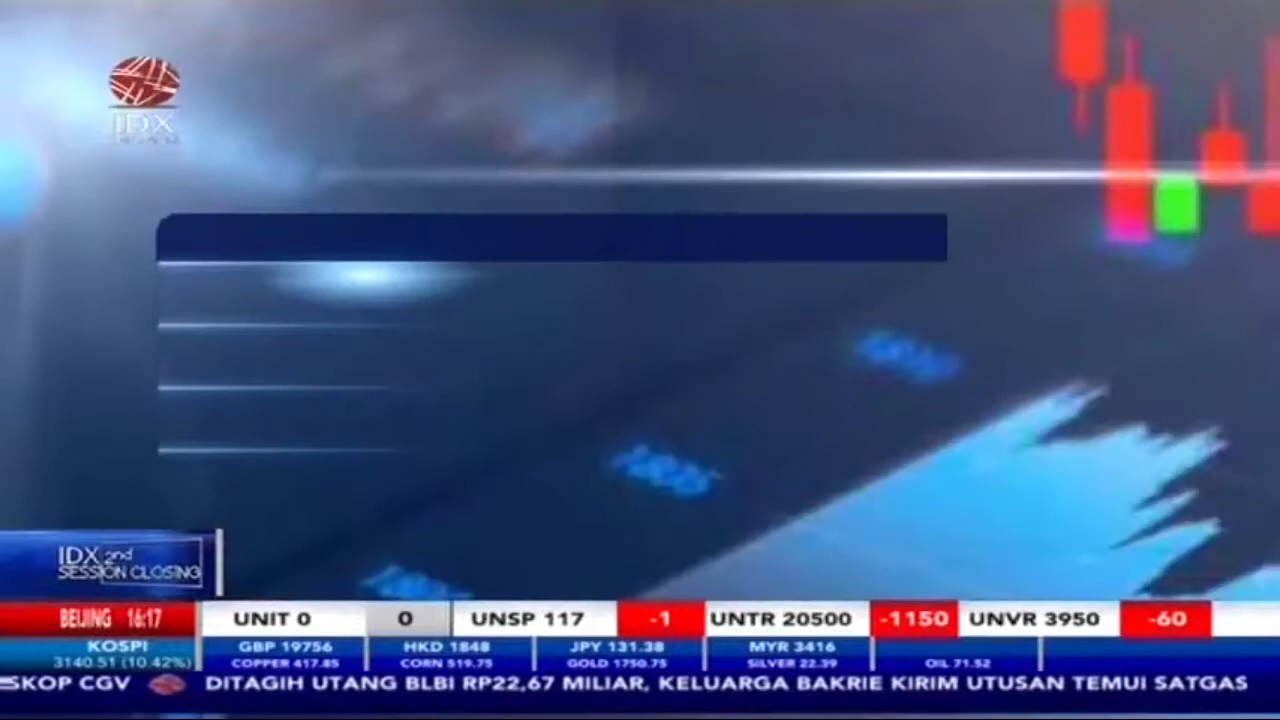 IDX
IDX 2nd
SESSION CLOSING
BEIJING 16:17 UNIT 0 0 UNSP 117 -1 UNTR 20500 -1150 UNVR 3950 -60
KOSPI GBP 19756 HKD 1848 JPY 131.38 MYR 3416
3140.51 (10.42%) COPPER 417.85 CORN 519.75 GOLD 1750.75 SILVER 22.39 OIL 71.52
SKOP CGV DITAGIH UTANG BLBI RP22,67 MILIAR, KELUARGA BAKRIE KIRIM UTUSAN TEMUI SATGAS